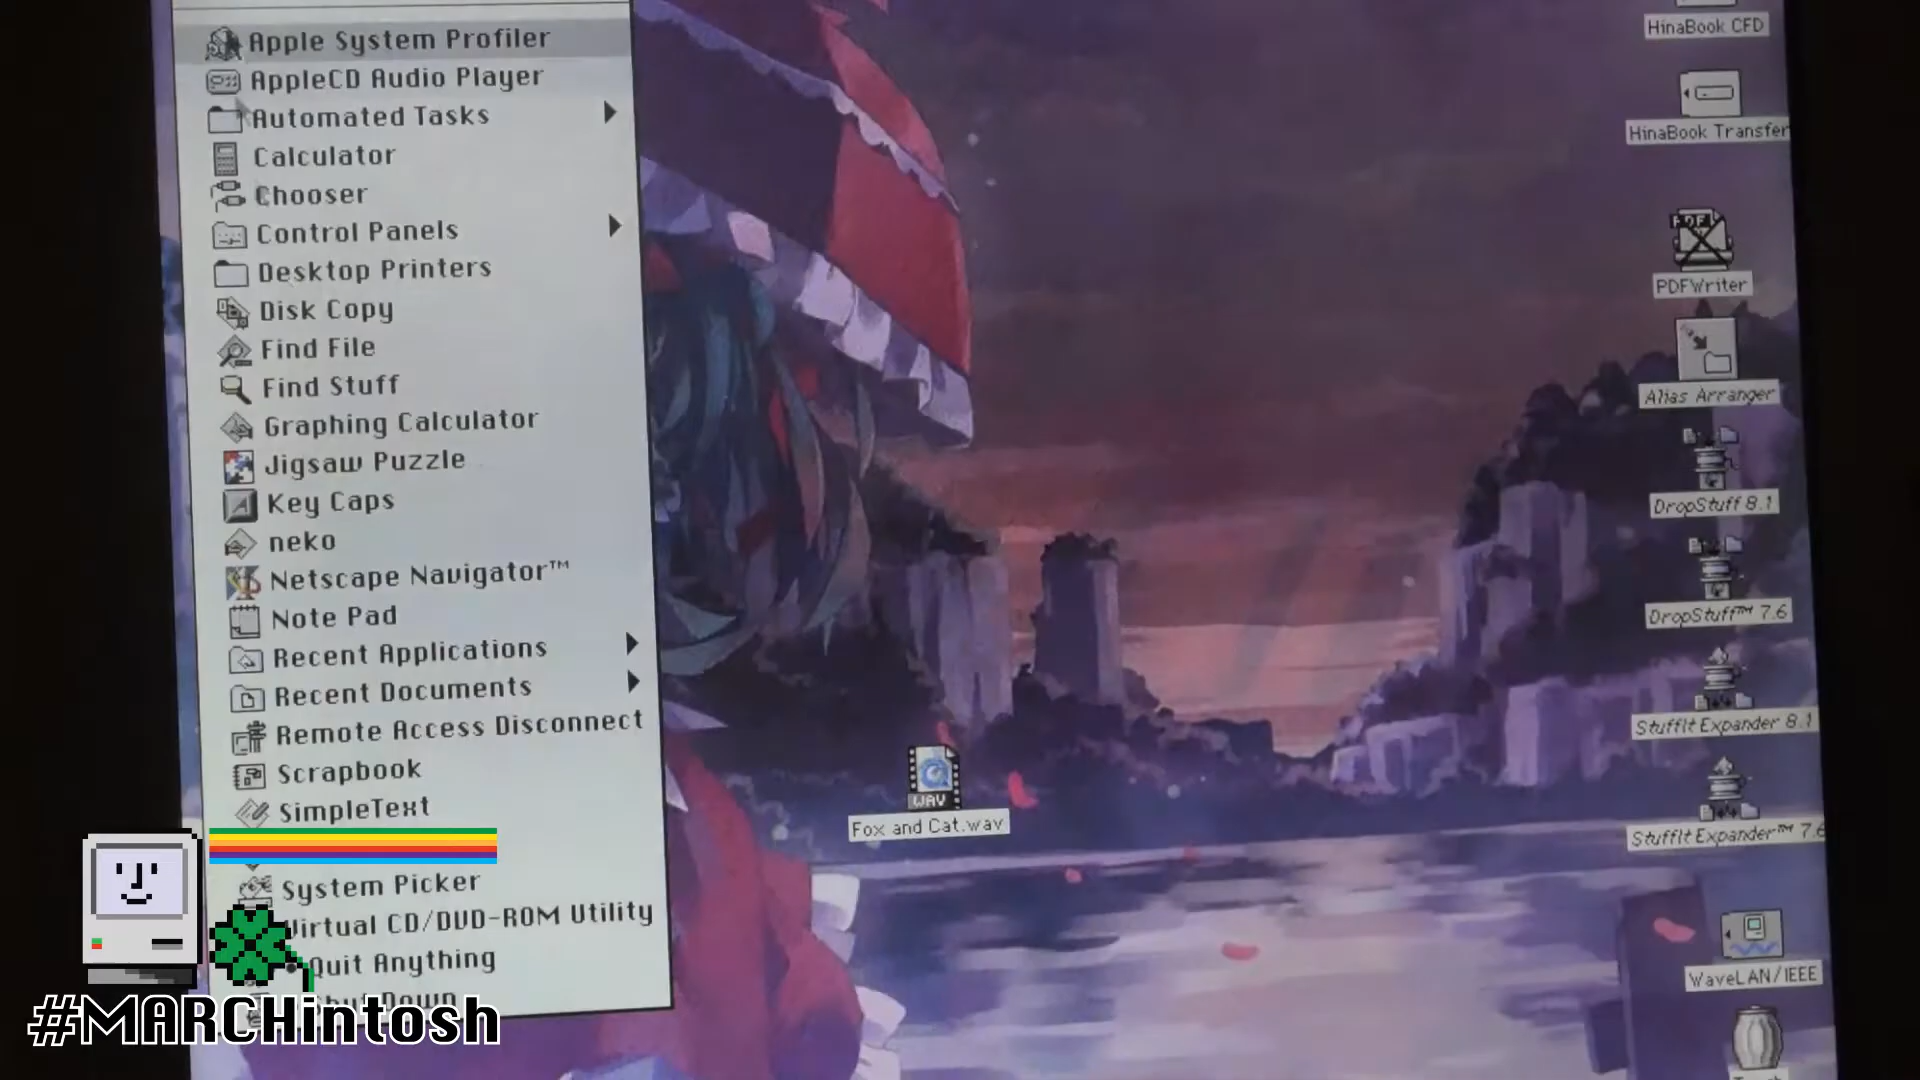 Apple System Profiler
AppleCD Audio Player
Automated Tasks
Calculator
Chooser
Control Panels
Desktop Printers
Disk Copy
Find File
Find Stuff
Graphing Calculator
Jigsaw Puzzle
Key Caps
neko
Netscape Navigator™
Note Pad
Recent Applications
Recent Documents
Remote Access Disconnect
Scrapbook
SimpleText
System Picker
Virtual CD/DVD-ROM Utility
Quit Anything
Shut Down
#MARCHintosh
WAV
Fox and Cat.wav
HinaBook CFD
HinaBook Transfer
PDF
PDFWriter
Alias Arranger
DropStuff 8.1
DropStuff™ 7.6
StuffIt Expander 8.1
StuffIt Expander™ 7.6
WaveLAN/IEEE